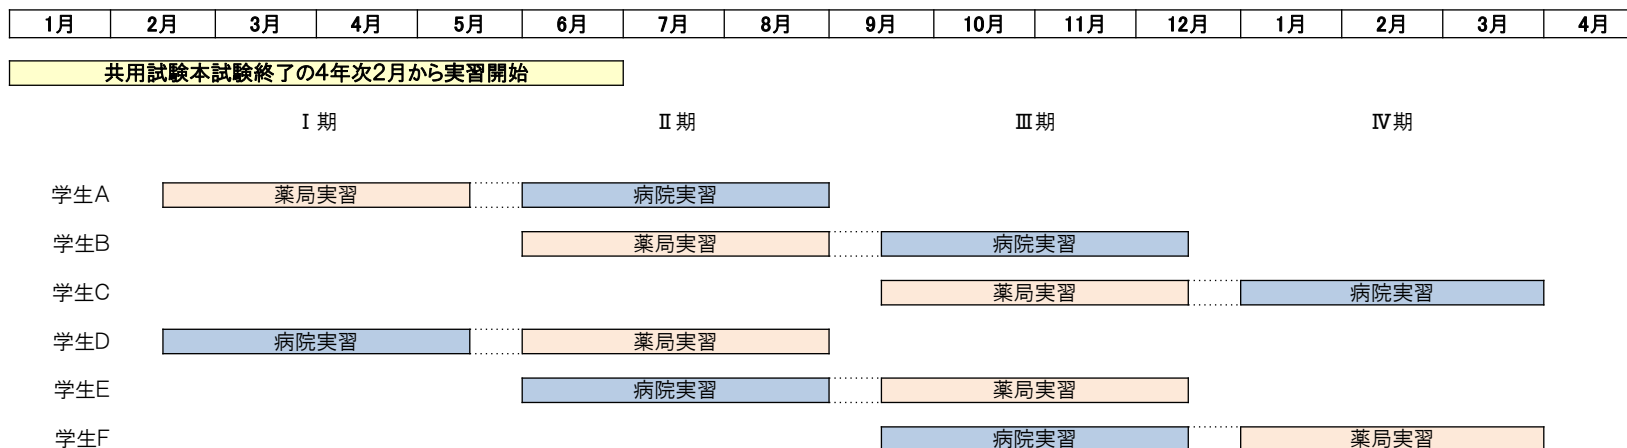 1月 2月 3月 4月 5月 6月 7月 8月 9月 10月 11月 12月 1月 2月 3月 4月
共用試験本試験終了の4年次2月から実習開始
Ⅰ期 Ⅱ期 Ⅲ期 Ⅳ期
学生A 薬局実習 病院実習
学生B 薬局実習 病院実習
学生C 薬局実習 病院実習
学生D 病院実習 薬局実習
学生E 病院実習 薬局実習
学生F 病院実習 薬局実習